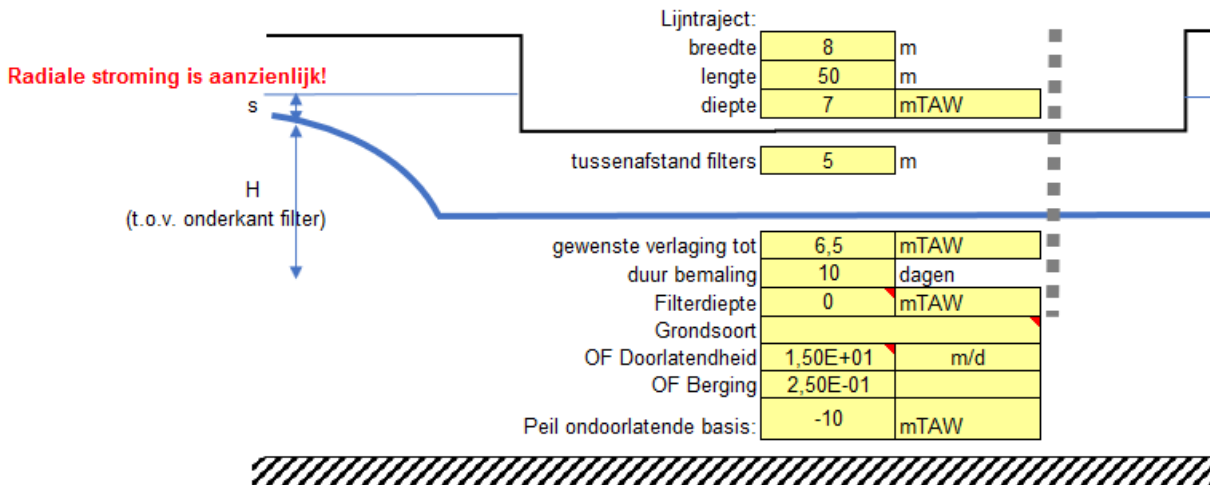 Lijntraject:
breedte 8 m
Radiale stroming is aanzienlijk!
lengte 50 m
s
diepte 7 mTAW
tussenafstand filters 5 m
H
(t.o.v. onderkant filter)
gewenste verlaging tot 6,5 mTAW
duur bemaling 10 dagen
Filterdiepte 0 mTAW
Grondsoort
OF Doorlatendheid 1,50E+01 m/d
OF Berging 2,50E-01
Peil ondoorlatende basis: -10 mTAW